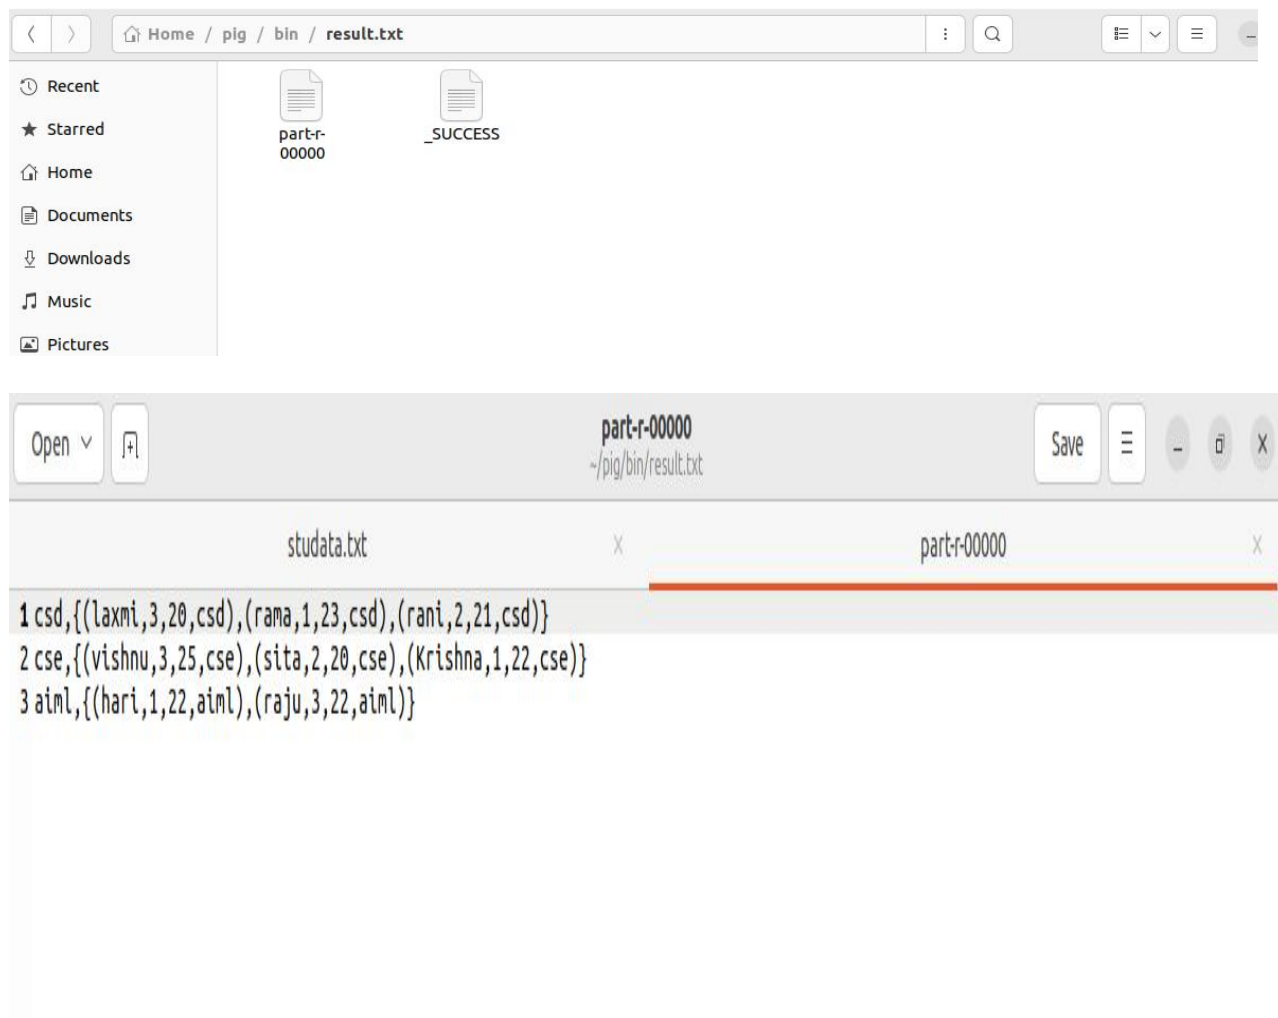 Home / pig / bin / result.txt
Recent
Starred
Home
Documents
Downloads
Music
Pictures
part-r-
00000
_SUCCESS
Open
part-r-00000
~/pig/bin/result.txt
Save
studata.txt
part-r-00000
1 csd,{(laxmi,3,20,csd),(rama,1,23,csd),(rani,2,21,csd)}
2 cse,{(vishnu,3,25,cse),(sita,2,20,cse),(Krishna,1,22,cse)}
3 aiml,{(hari,1,22,aiml),(raju,3,22,aiml)}